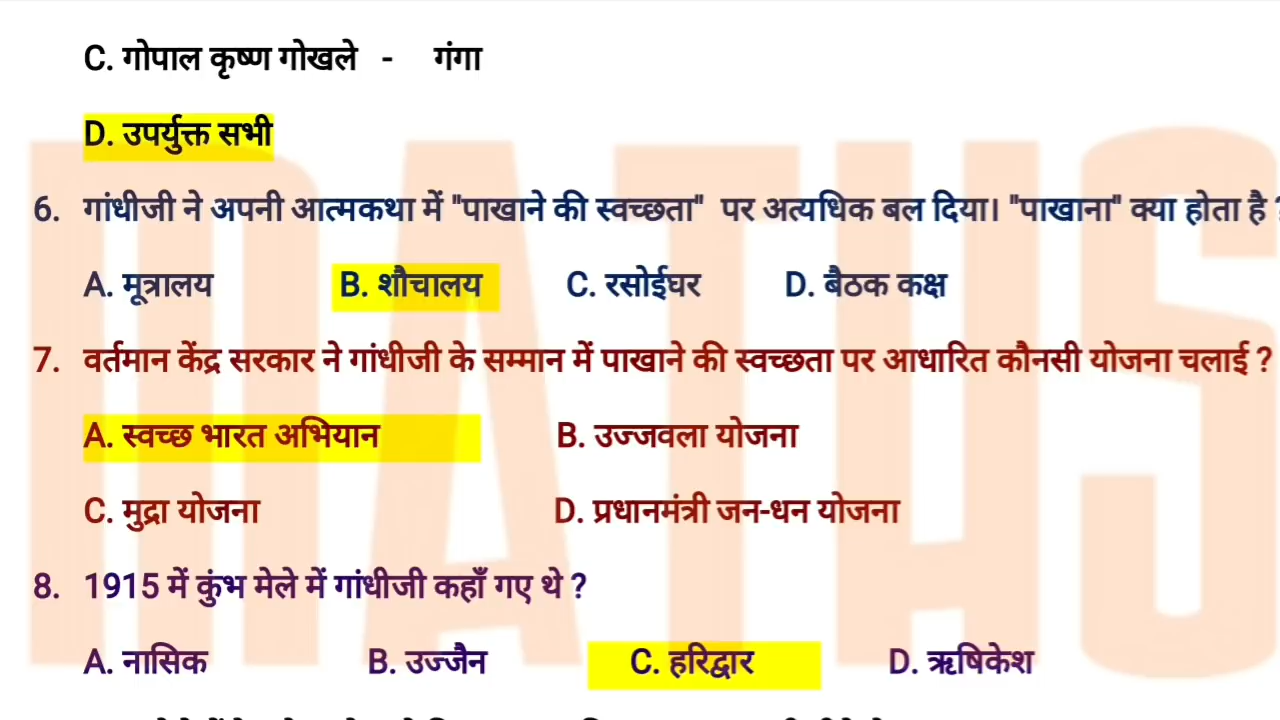 C. गोपाल कृष्ण गोखले - गंगा
D. उपर्युक्त सभी
6. गांधीजी ने अपनी आत्मकथा में "पाखाने की स्वच्छता" पर अत्यधिक बल दिया। "पाखाना" क्या होता है ?
A. मूत्रालय B. शौचालय C. रसोईघर D. बैठक कक्ष
7. वर्तमान केंद्र सरकार ने गांधीजी के सम्मान में पाखाने की स्वच्छता पर आधारित कौनसी योजना चलाई ?
A. स्वच्छ भारत अभियान B. उज्जवला योजना
C. मुद्रा योजना D. प्रधानमंत्री जन-धन योजना
8. 1915 में कुंभ मेले में गांधीजी कहाँ गए थे ?
A. नासिक B. उज्जैन C. हरिद्वार D. ऋषिकेश